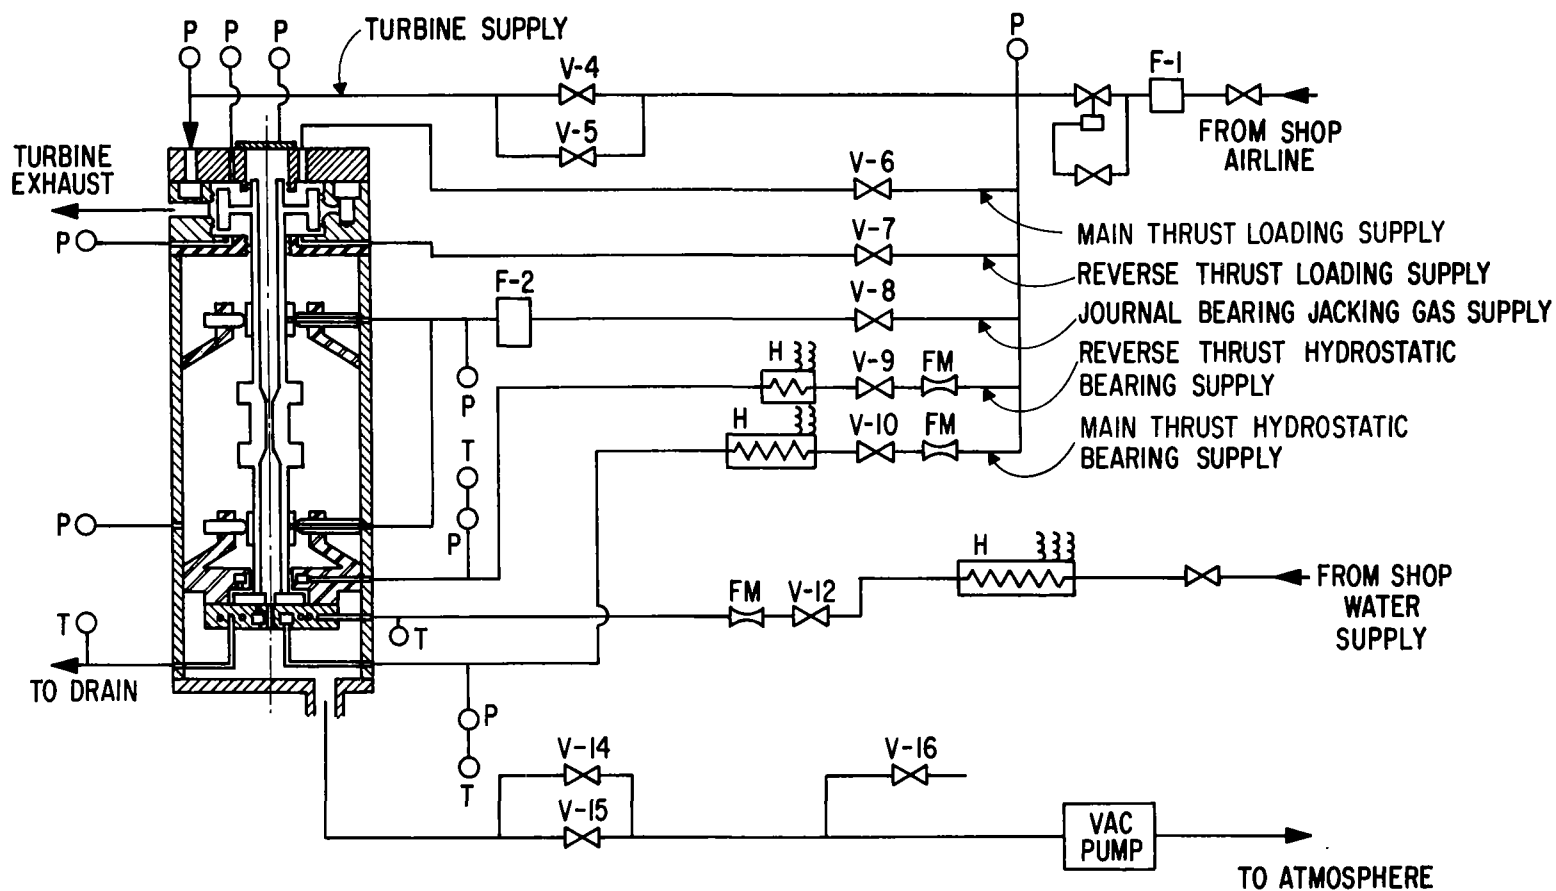 P
P
P
TURBINE SUPPLY
P
V-4
F-1
V-5
FROM SHOP
AIRLINE
TURBINE
EXHAUST
V-6
P
V-7
MAIN THRUST LOADING SUPPLY
REVERSE THRUST LOADING SUPPLY
F-2
V-8
JOURNAL BEARING JACKING GAS SUPPLY
H
V-9
FM
REVERSE THRUST HYDROSTATIC
BEARING SUPPLY
P
H
V-10
FM
MAIN THRUST HYDROSTATIC
BEARING SUPPLY
T
P
P
H
FROM SHOP
WATER
SUPPLY
FM
V-12
T
T
TO DRAIN
P
T
V-14
V-16
V-15
VAC
PUMP
TO ATMOSPHERE